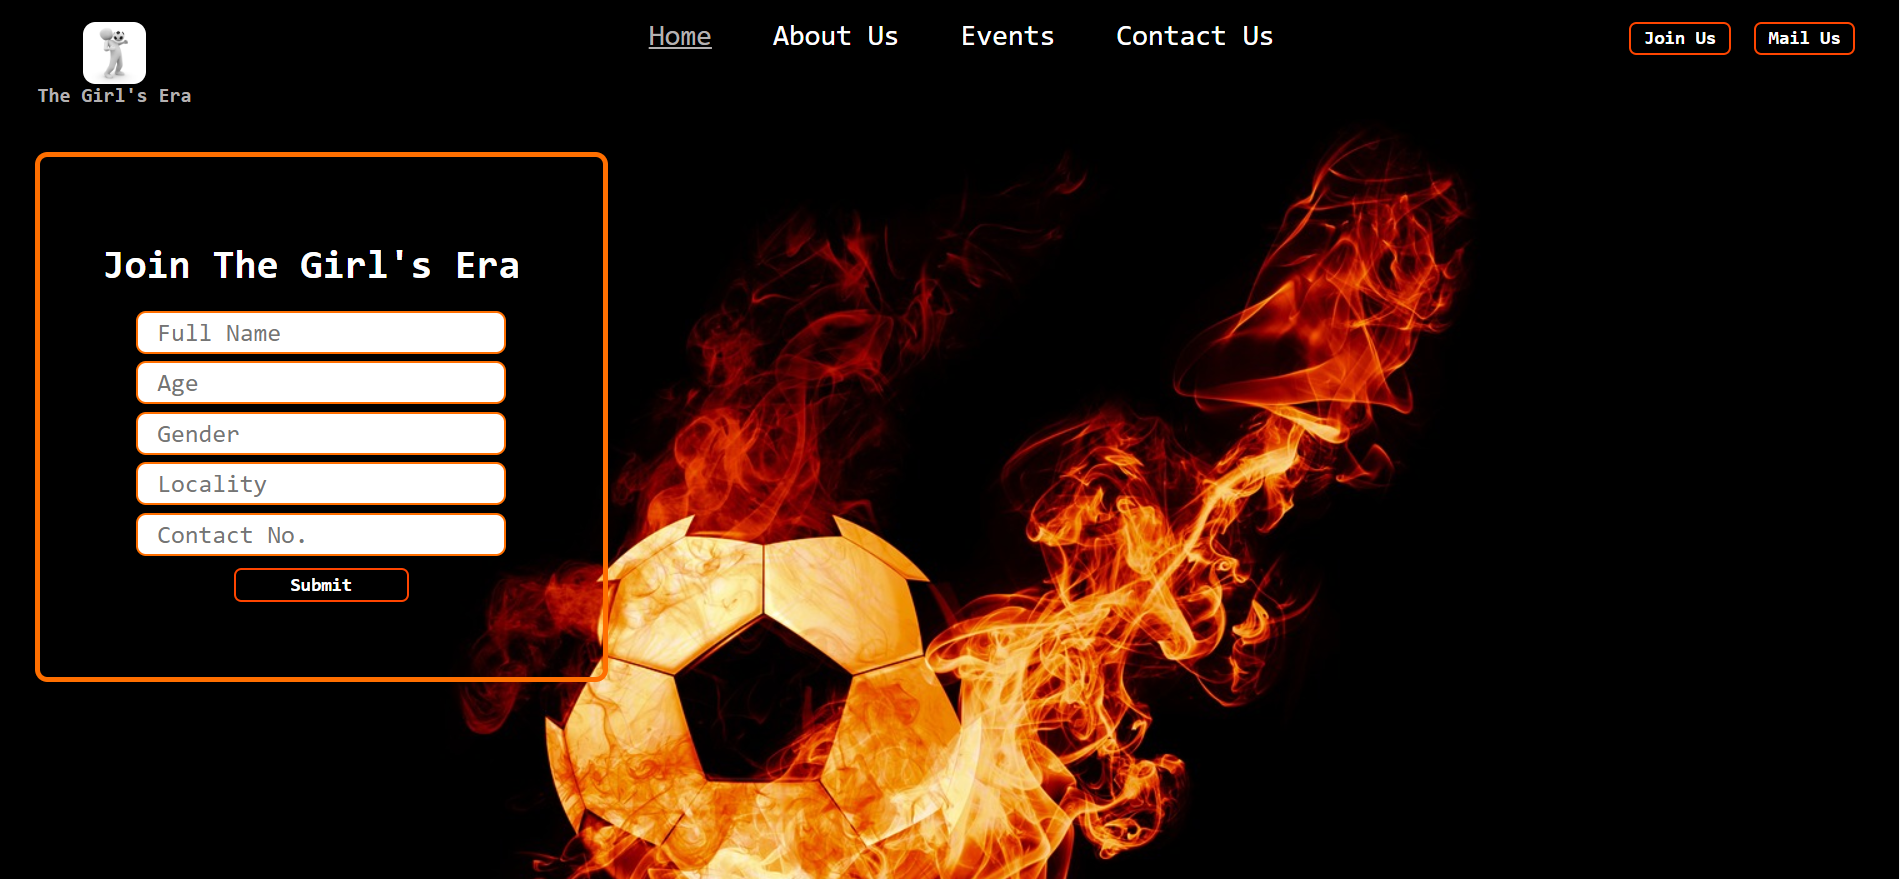 Home About Us Events Contact Us
Join Us Mail Us
The Girl's Era
Join The Girl's Era
Full Name
Age
Gender
Locality
Contact No.
Submit